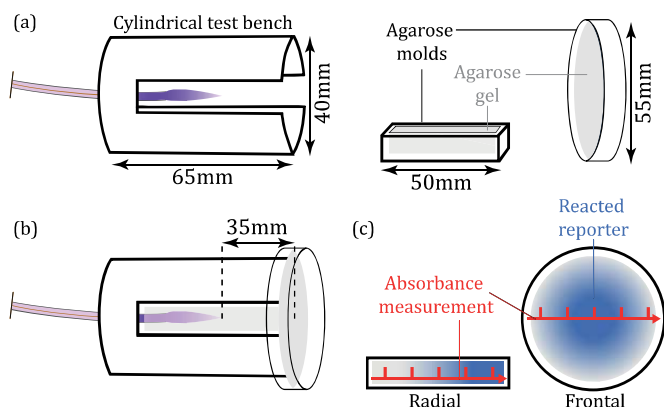 (a)
Cylindrical test bench
40mm
65mm
Agarose
molds
Agarose
gel
50mm
55mm
(b)
35mm
(c)
Reacted
reporter
Absorbance
measurement
Radial
Frontal